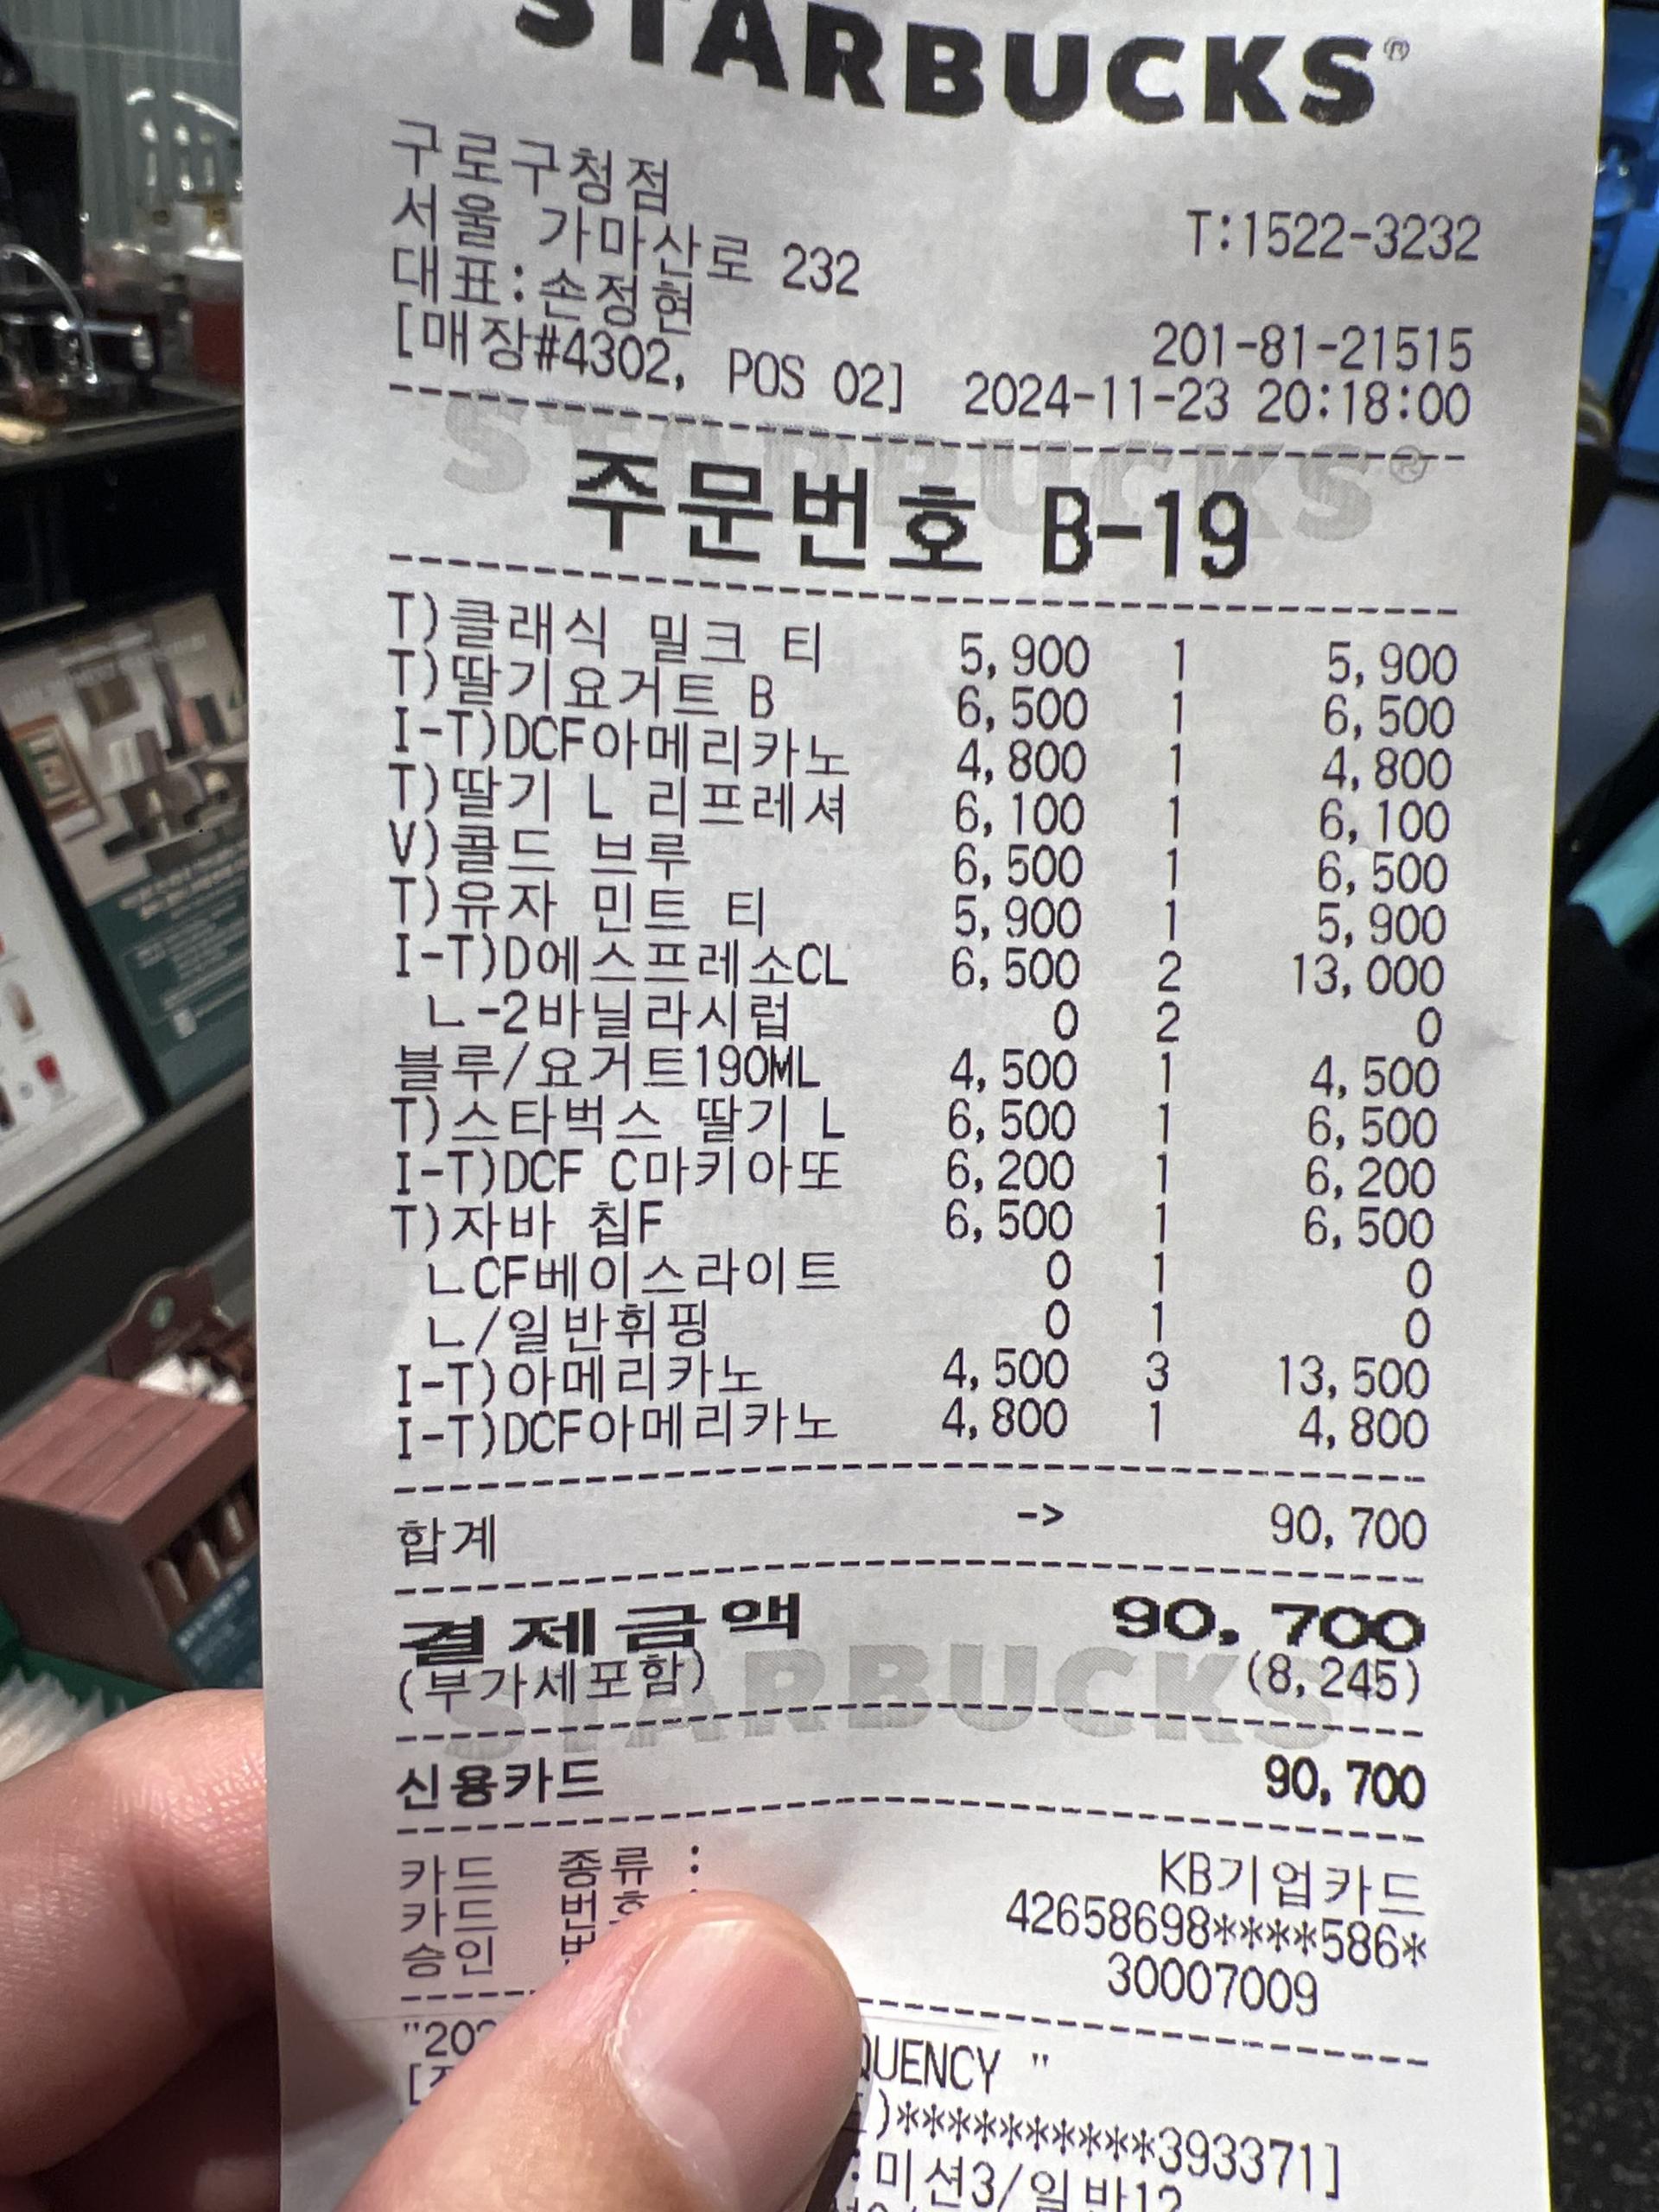 STARBUCKS®
구로구청점
서울 가마산로 232 T:1522-3232
대표:손정현 201-81-21515
[매장#4302, POS 02] 2024-11-23 20:18:00
STARBUCKS®
주문번호 B-19
T)클래식 밀크 티 5,900 1 5,900
T)딸기요거트 B 6,500 1 6,500
I-T)DCF아메리카노 4,800 1 4,800
T)딸기 L 리프레셔 6,100 1 6,100
V)콜드 브루 6,500 1 6,500
T)유자 민트 티 5,900 1 5,900
I-T)D에스프레소CL 6,500 2 13,000
ㄴ-2바닐라시럽 0 2 0
블루/요거트190ML 4,500 1 4,500
T)스타벅스 딸기 L 6,500 1 6,500
I-T)DCF C마키아또 6,200 1 6,200
T)자바 칩F 6,500 1 6,500
ㄴCF베이스라이트 0 1 0
ㄴ/일반휘핑 0 1 0
I-T)아메리카노 4,500 3 13,500
I-T)DCF아메리카노 4,800 1 4,800
합계 -> 90,700
결제금액 90,700
(부가세포함) (8,245)
STARBUCKS
신용카드 90,700
카드 종류 : KB기업카드
카드 42658698****586*
승인 30007009
QUENCY "
)**********393371]
:미션3/일반12